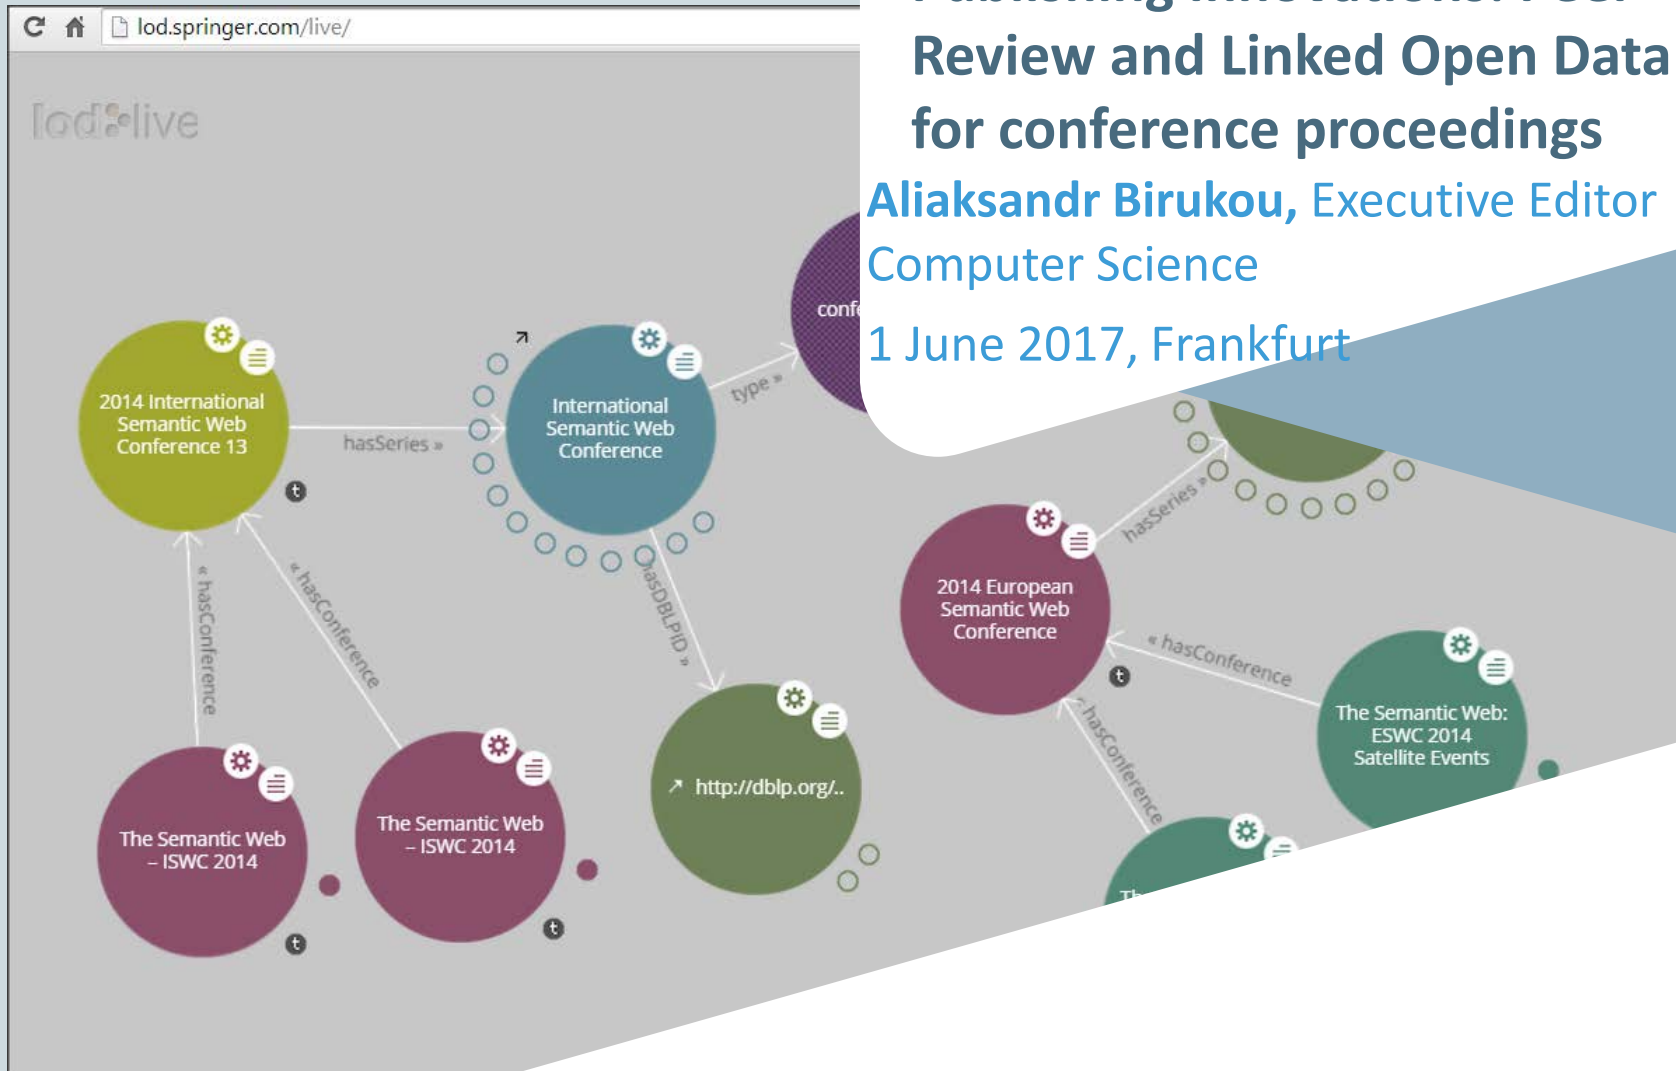 lod.springer.com/live/
lod live
Review and Linked Open Data
for conference proceedings
Aliaksandr Birukou, Executive Editor
Computer Science
1 June 2017, Frankfurt
2014 International
Semantic Web
Conference 13
hasSeries »
International
Semantic Web
Conference
type »
hasDBLPID »
« hasConference
« hasConference
The Semantic Web
– ISWC 2014
The Semantic Web
– ISWC 2014
↗ http://dblp.org/..
hasSeries »
2014 European
Semantic Web
Conference
« hasConference
« hasConference
The Semantic Web:
ESWC 2014
Satellite Events